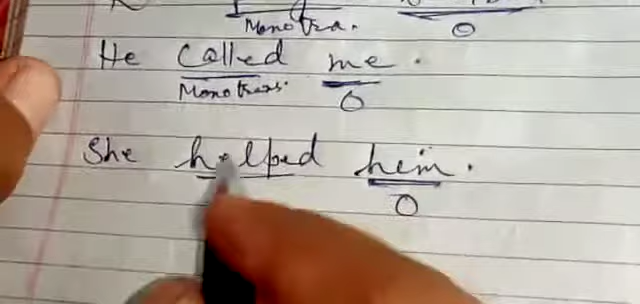 Monotra.
O
He called me.
Monotrans.
O
She helped him.
O